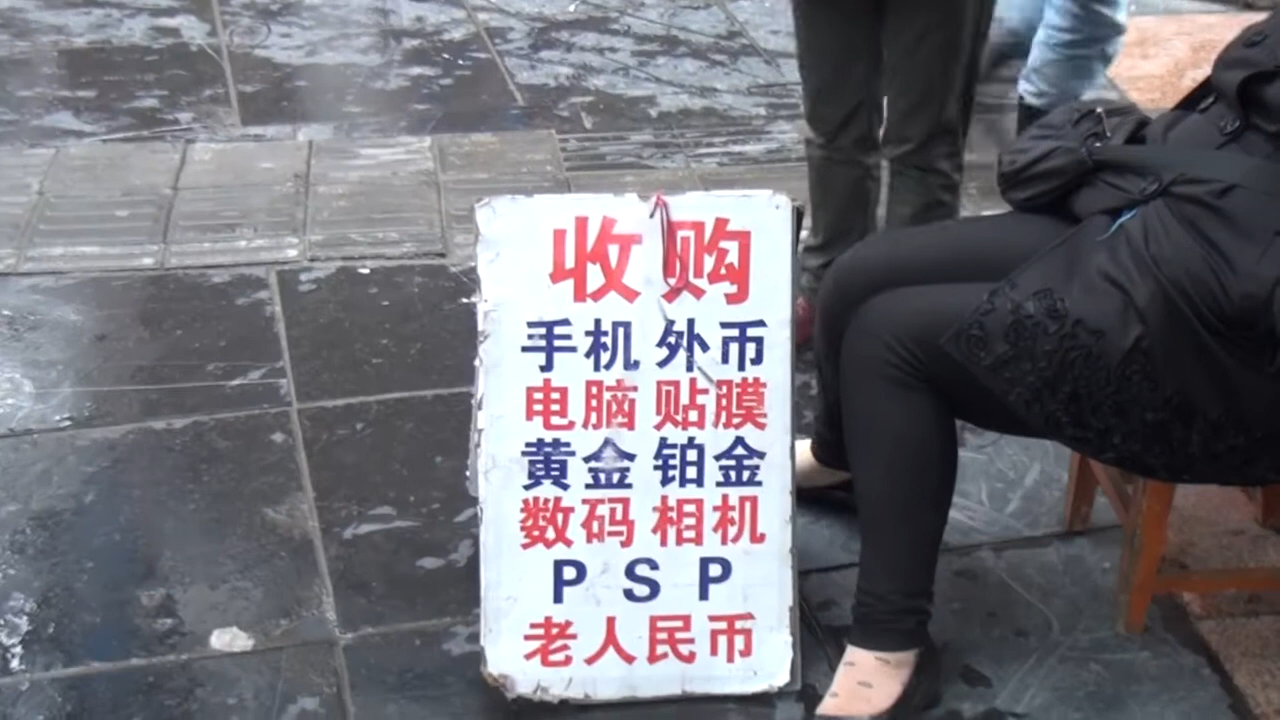 收购
手机 外币
电脑 贴膜
黄金 铂金
数码 相机
PSP
老人民币